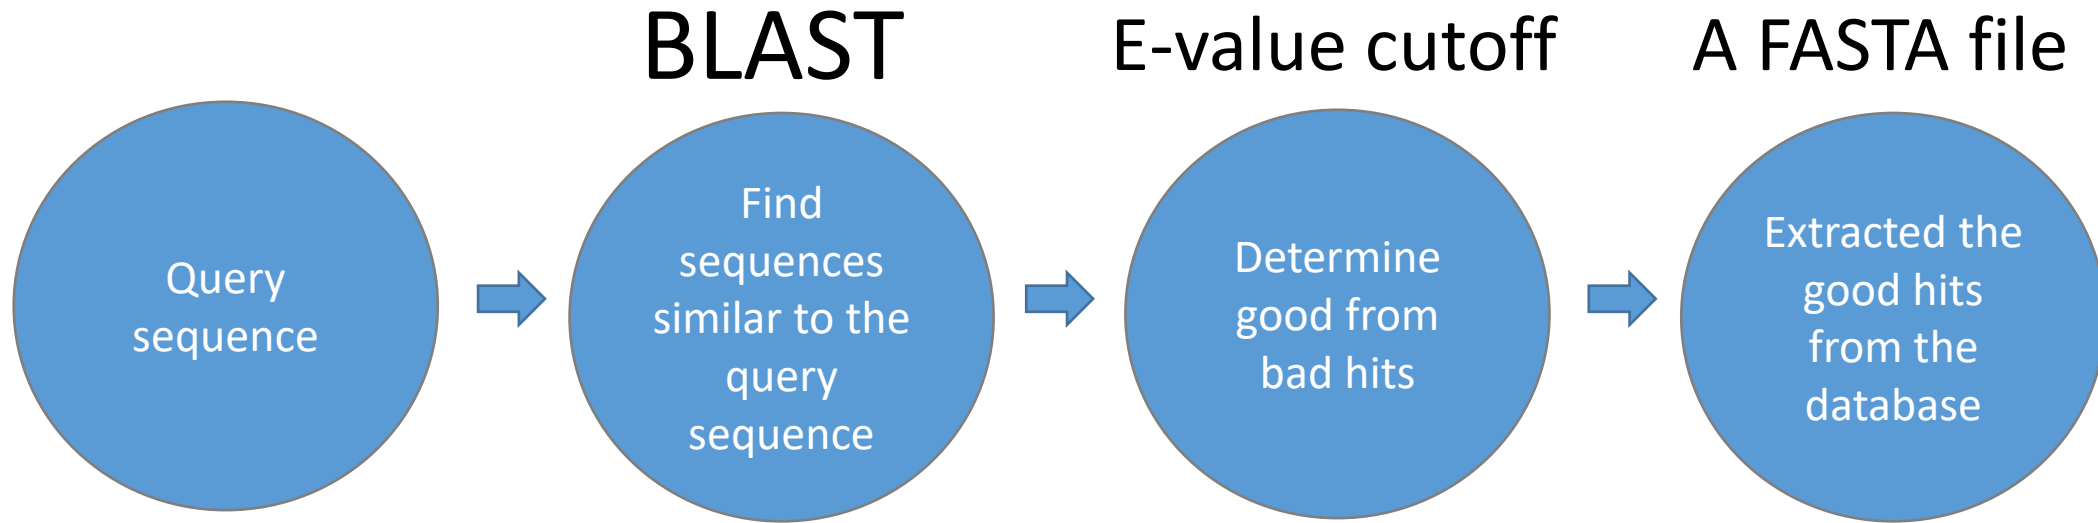 BLAST
E-value cutoff
A FASTA file
Query
sequence
Find
sequences
similar to the
query
sequence
Determine
good from
bad hits
Extracted the
good hits
from the
database